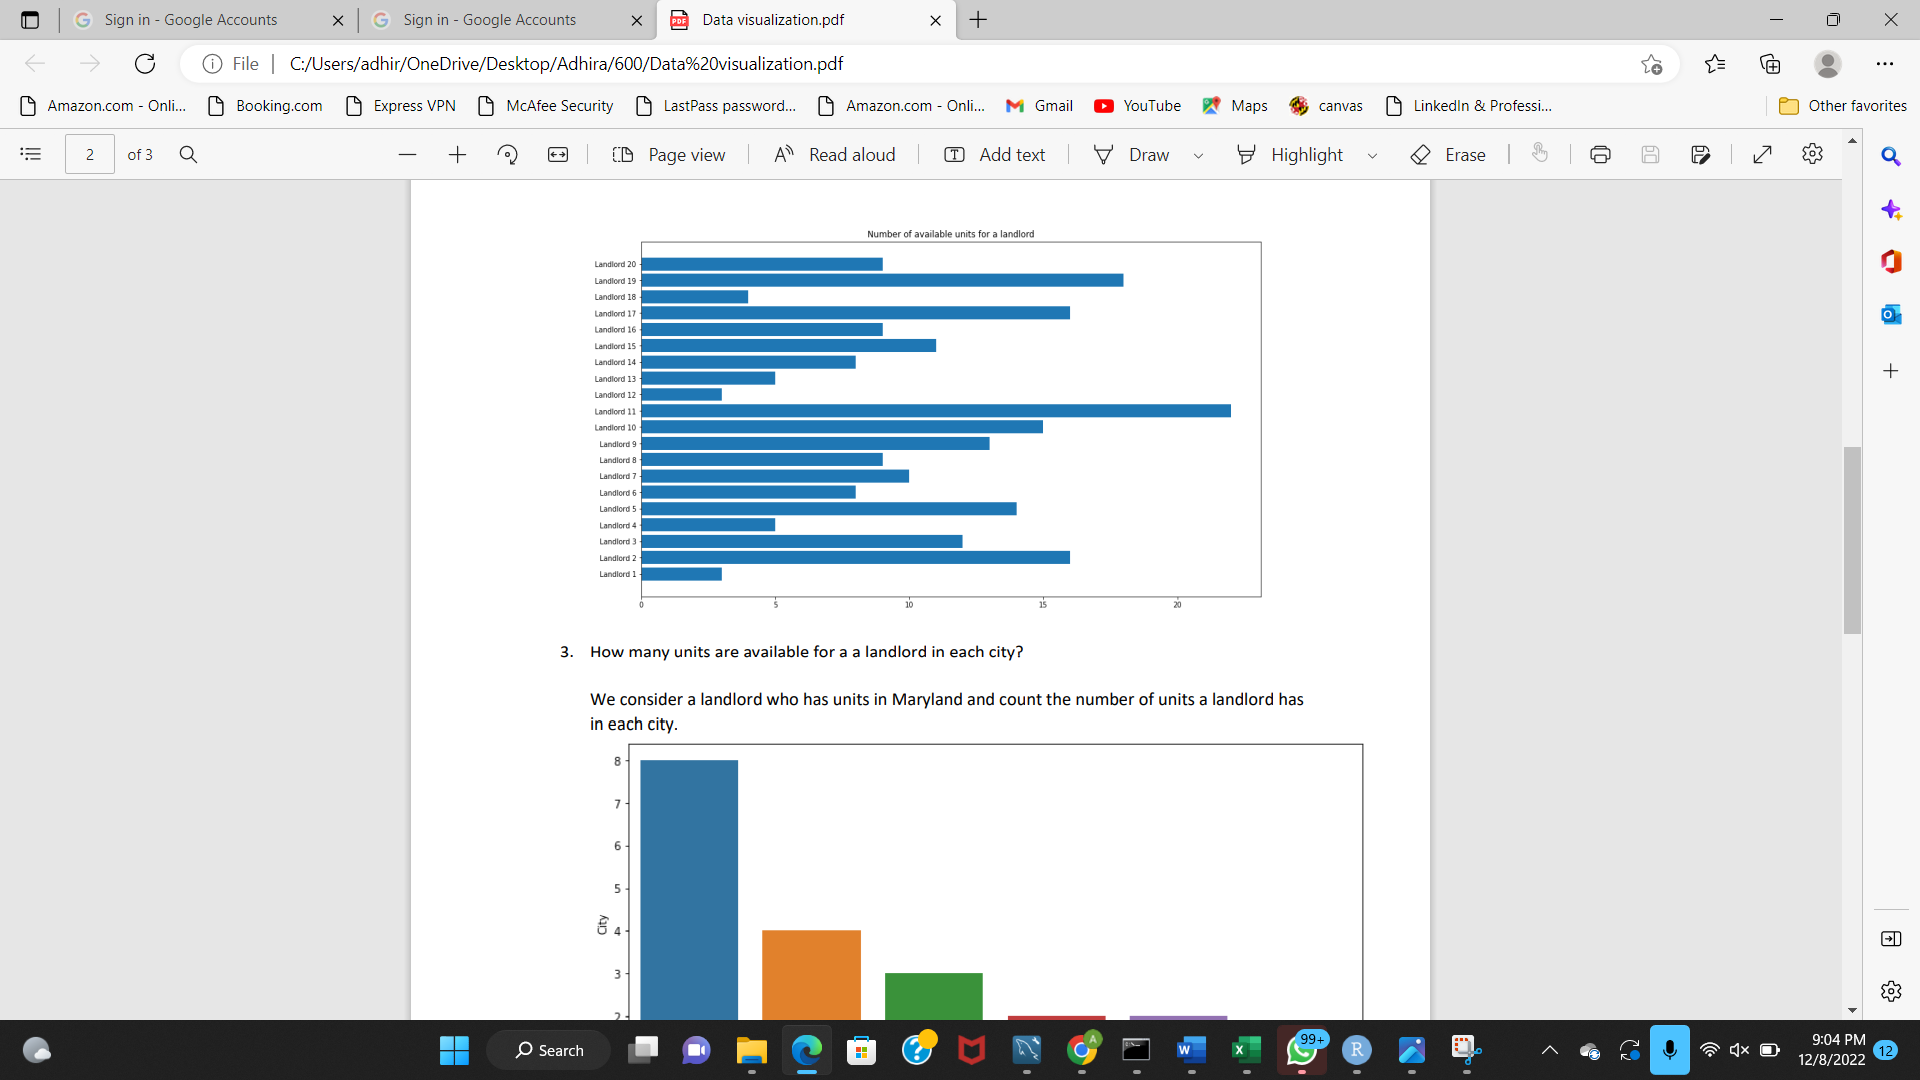 Sign in - Google Accounts
Sign in - Google Accounts
Data visualization.pdf
File
C:/Users/adhir/OneDrive/Desktop/Adhira/600/Data%20visualization.pdf
Amazon.com - Onli...
Booking.com
Express VPN
McAfee Security
LastPass password...
Amazon.com - Onli...
Gmail
YouTube
Maps
canvas
LinkedIn & Professi...
Other favorites
2
of 3
Page view
Read aloud
Add text
Draw
Highlight
Erase
Number of available units for a landlord
Landlord 20
Landlord 19
Landlord 18
Landlord 17
Landlord 16
Landlord 15
Landlord 14
Landlord 13
Landlord 12
Landlord 11
Landlord 10
Landlord 9
Landlord 8
Landlord 7
Landlord 6
Landlord 5
Landlord 4
Landlord 3
Landlord 2
Landlord 1
0 5 10 15 20
3. How many units are available for a a landlord in each city?
We consider a landlord who has units in Maryland and count the number of units a landlord has
in each city.
8
7
6
5
City
4
3
2
Search
99+
9:04 PM
12/8/2022
12